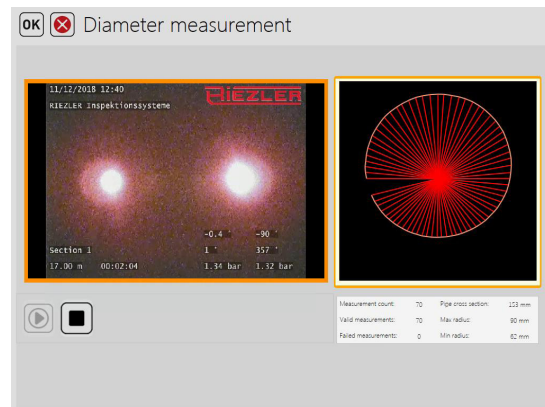 OK Diameter measurement
11/12/2018 12:40
RIEZLER
RIEZLER Inspektionssysteme
-0.4 ° -90 °
Section 1 1 ° 357 °
17.00 m 00:02:04 1.34 bar 1.32 bar
Measurement count: 70 Pipe cross section: 153 mm
Valid measurements: 70 Max radius: 90 mm
Failed measurements: 0 Min radius: 62 mm